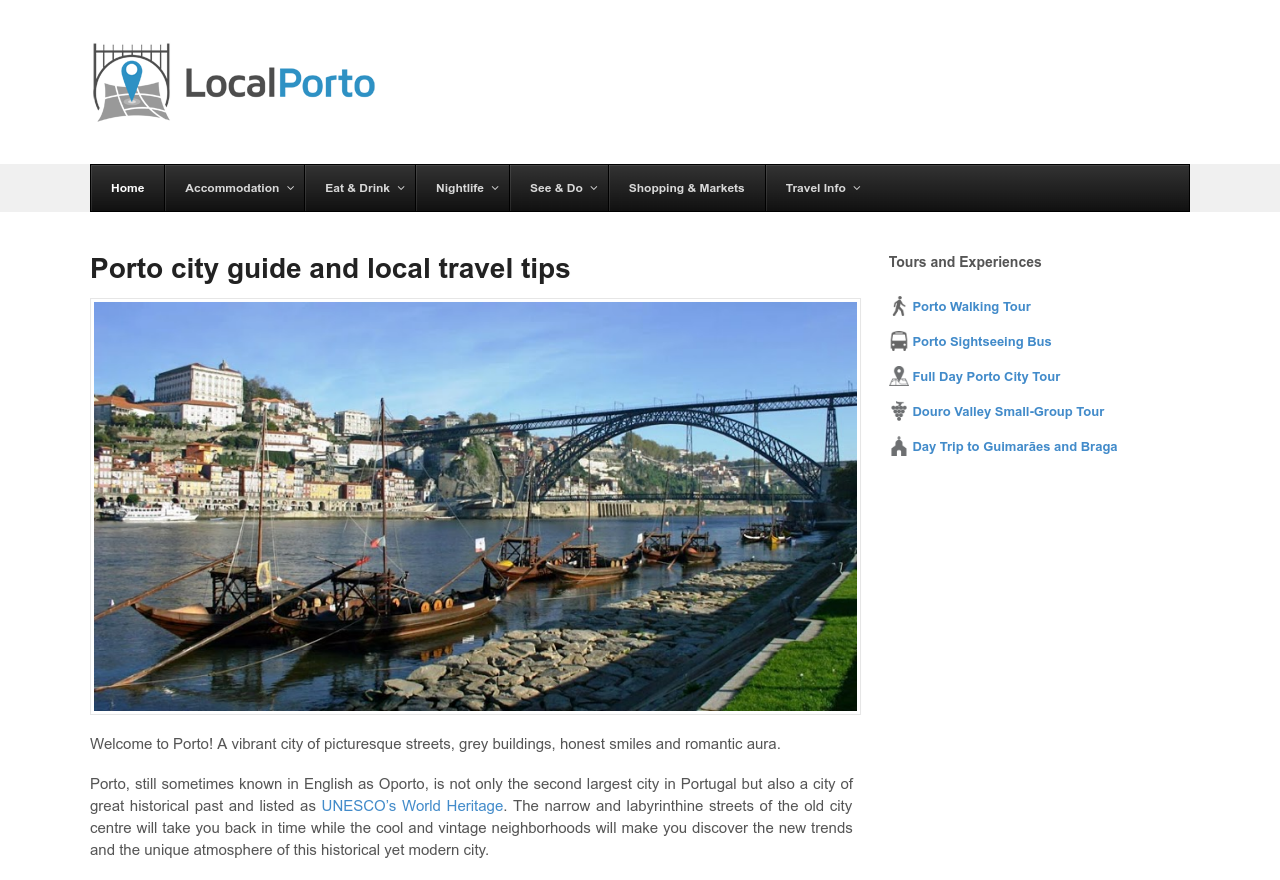 LocalPorto
Home
Accommodation
Eat & Drink
Nightlife
See & Do
Shopping & Markets
Travel Info
Porto city guide and local travel tips
Welcome to Porto! A vibrant city of picturesque streets, grey buildings, honest smiles and romantic aura.
Porto, still sometimes known in English as Oporto, is not only the second largest city in Portugal but also a city of
great historical past and listed as UNESCO’s World Heritage. The narrow and labyrinthine streets of the old city
centre will take you back in time while the cool and vintage neighborhoods will make you discover the new trends
and the unique atmosphere of this historical yet modern city.
Tours and Experiences
Porto Walking Tour
Porto Sightseeing Bus
Full Day Porto City Tour
Douro Valley Small-Group Tour
Day Trip to Guimarães and Braga